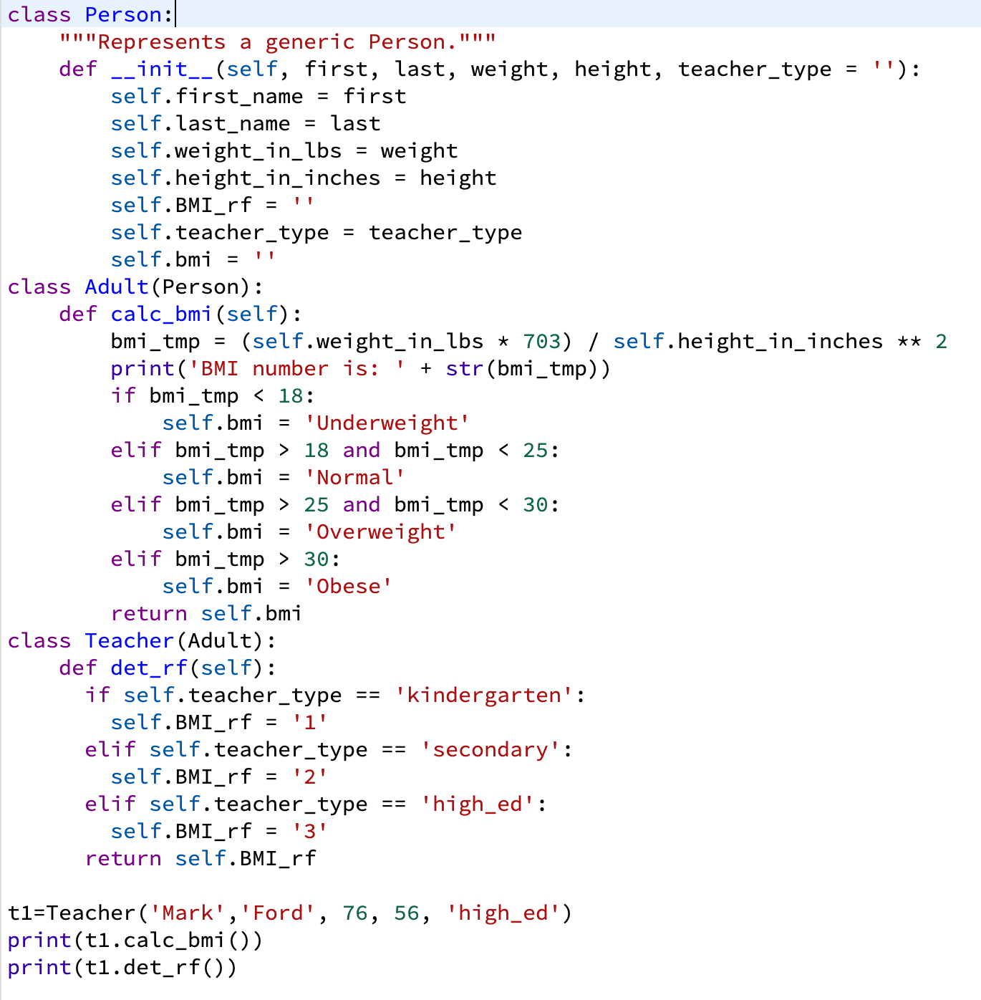 class Person:
    """Represents a generic Person."""
    def __init__(self, first, last, weight, height, teacher_type = ''):
        self.first_name = first
        self.last_name = last
        self.weight_in_lbs = weight
        self.height_in_inches = height
        self.BMI_rf = ''
        self.teacher_type = teacher_type
        self.bmi = ''
class Adult(Person):
    def calc_bmi(self):
        bmi_tmp = (self.weight_in_lbs * 703) / self.height_in_inches ** 2
        print('BMI number is: ' + str(bmi_tmp))
        if bmi_tmp < 18:
            self.bmi = 'Underweight'
        elif bmi_tmp > 18 and bmi_tmp < 25:
            self.bmi = 'Normal'
        elif bmi_tmp > 25 and bmi_tmp < 30:
            self.bmi = 'Overweight'
        elif bmi_tmp > 30:
            self.bmi = 'Obese'
        return self.bmi
class Teacher(Adult):
    def det_rf(self):
      if self.teacher_type == 'kindergarten':
        self.BMI_rf = '1'
      elif self.teacher_type == 'secondary':
        self.BMI_rf = '2'
      elif self.teacher_type == 'high_ed':
        self.BMI_rf = '3'
      return self.BMI_rf

t1=Teacher('Mark','Ford', 76, 56, 'high_ed')
print(t1.calc_bmi())
print(t1.det_rf())